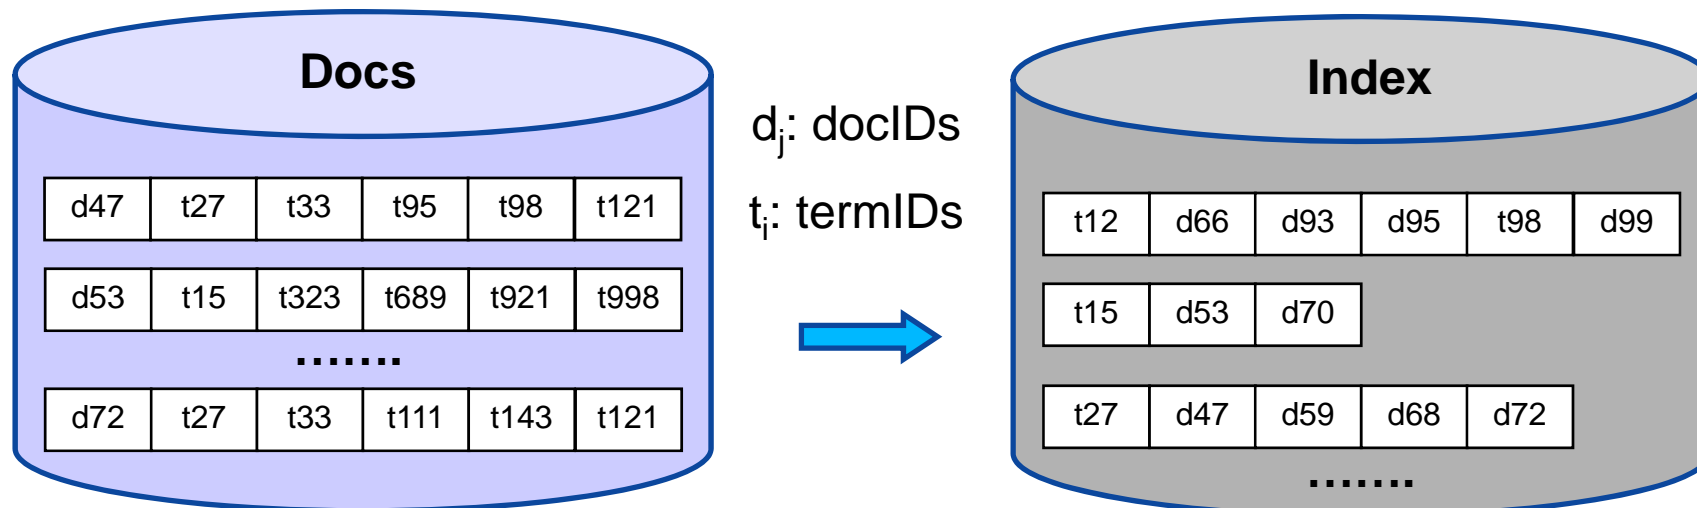 Docs
d47 t27 t33 t95 t98 t121
d53 t15 t323 t689 t921 t998
.......
d72 t27 t33 t111 t143 t121
dj: docIDs
ti: termIDs
Index
t12 d66 d93 d95 t98 d99
t15 d53 d70
t27 d47 d59 d68 d72
.......